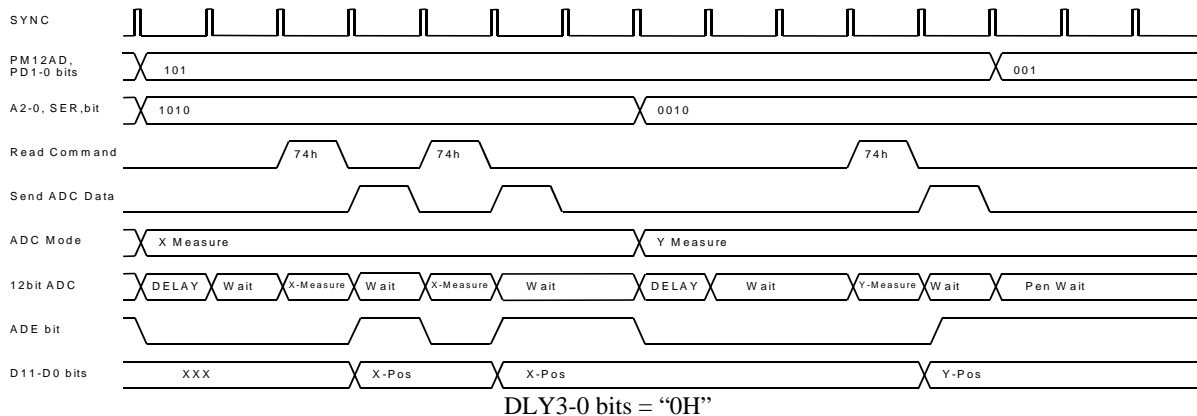 SYNC
PM12AD,
PD1-0 bits
101
001
A2-0, SER,bit
1010
0010
Read Command
74h
74h
74h
Send ADC Data
ADC Mode
X Measure
Y Measure
12bit ADC
DELAY
Wait
X-Measure
Wait
X-Measure
Wait
DELAY
Wait
Y-Measure
Wait
Pen Wait
ADE bit
D11-D0 bits
XXX
X-Pos
X-Pos
Y-Pos
DLY3-0 bits = “0H”